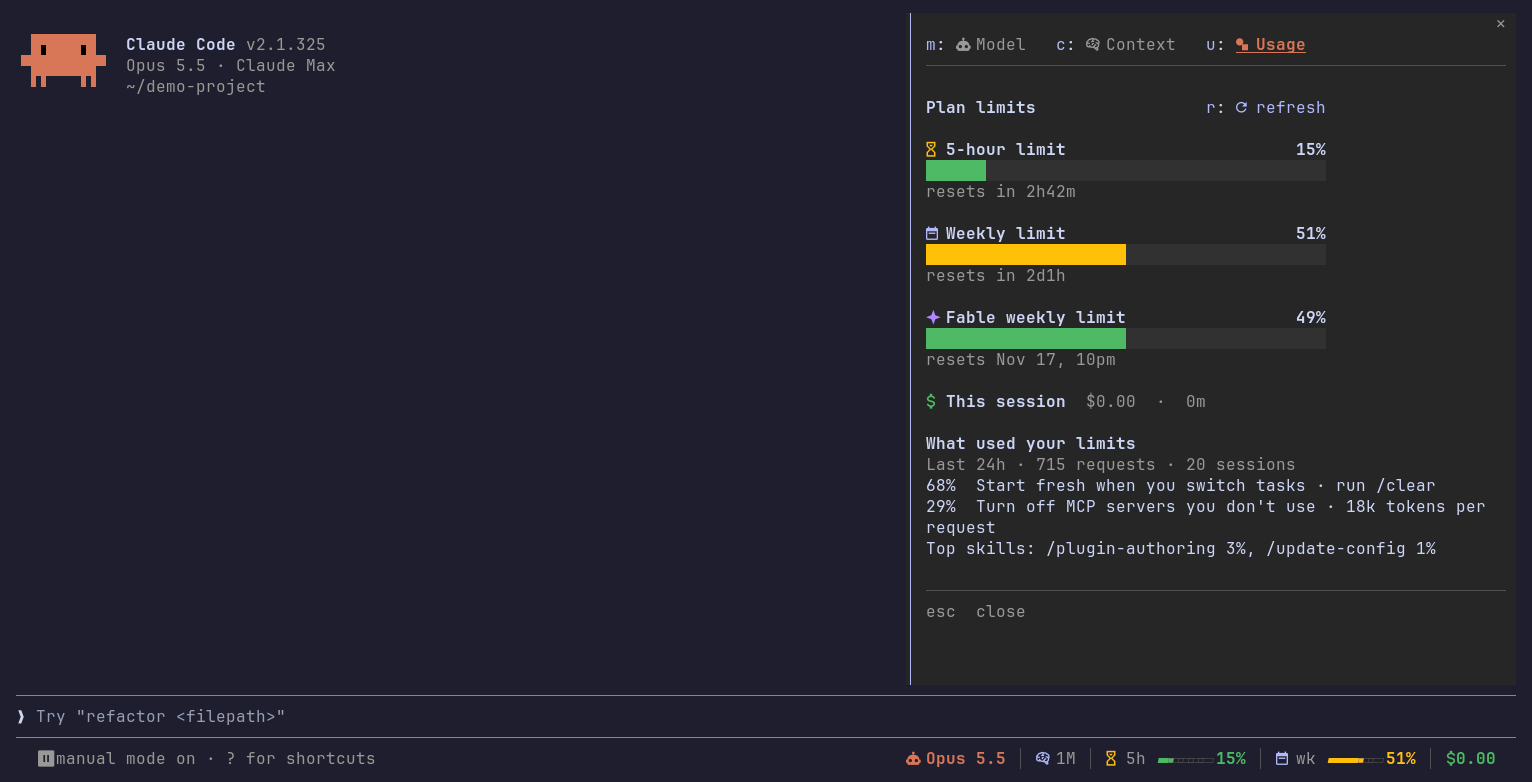 Claude Code v2.1.325
Opus 5.5 · Claude Max
~/demo-project
×
m: Model c: Context u: Usage
Plan limits r: refresh
5-hour limit 15%
resets in 2h42m
Weekly limit 51%
resets in 2d1h
Fable weekly limit 49%
resets Nov 17, 10pm
$ This session $0.00 · 0m
What used your limits
Last 24h · 715 requests · 20 sessions
68% Start fresh when you switch tasks · run /clear
29% Turn off MCP servers you don't use · 18k tokens per
request
Top skills: /plugin-authoring 3%, /update-config 1%
esc close
❯ Try "refactor <filepath>"
manual mode on · ? for shortcuts
Opus 5.5 | 1M | 5h 15% | wk 51% | $0.00